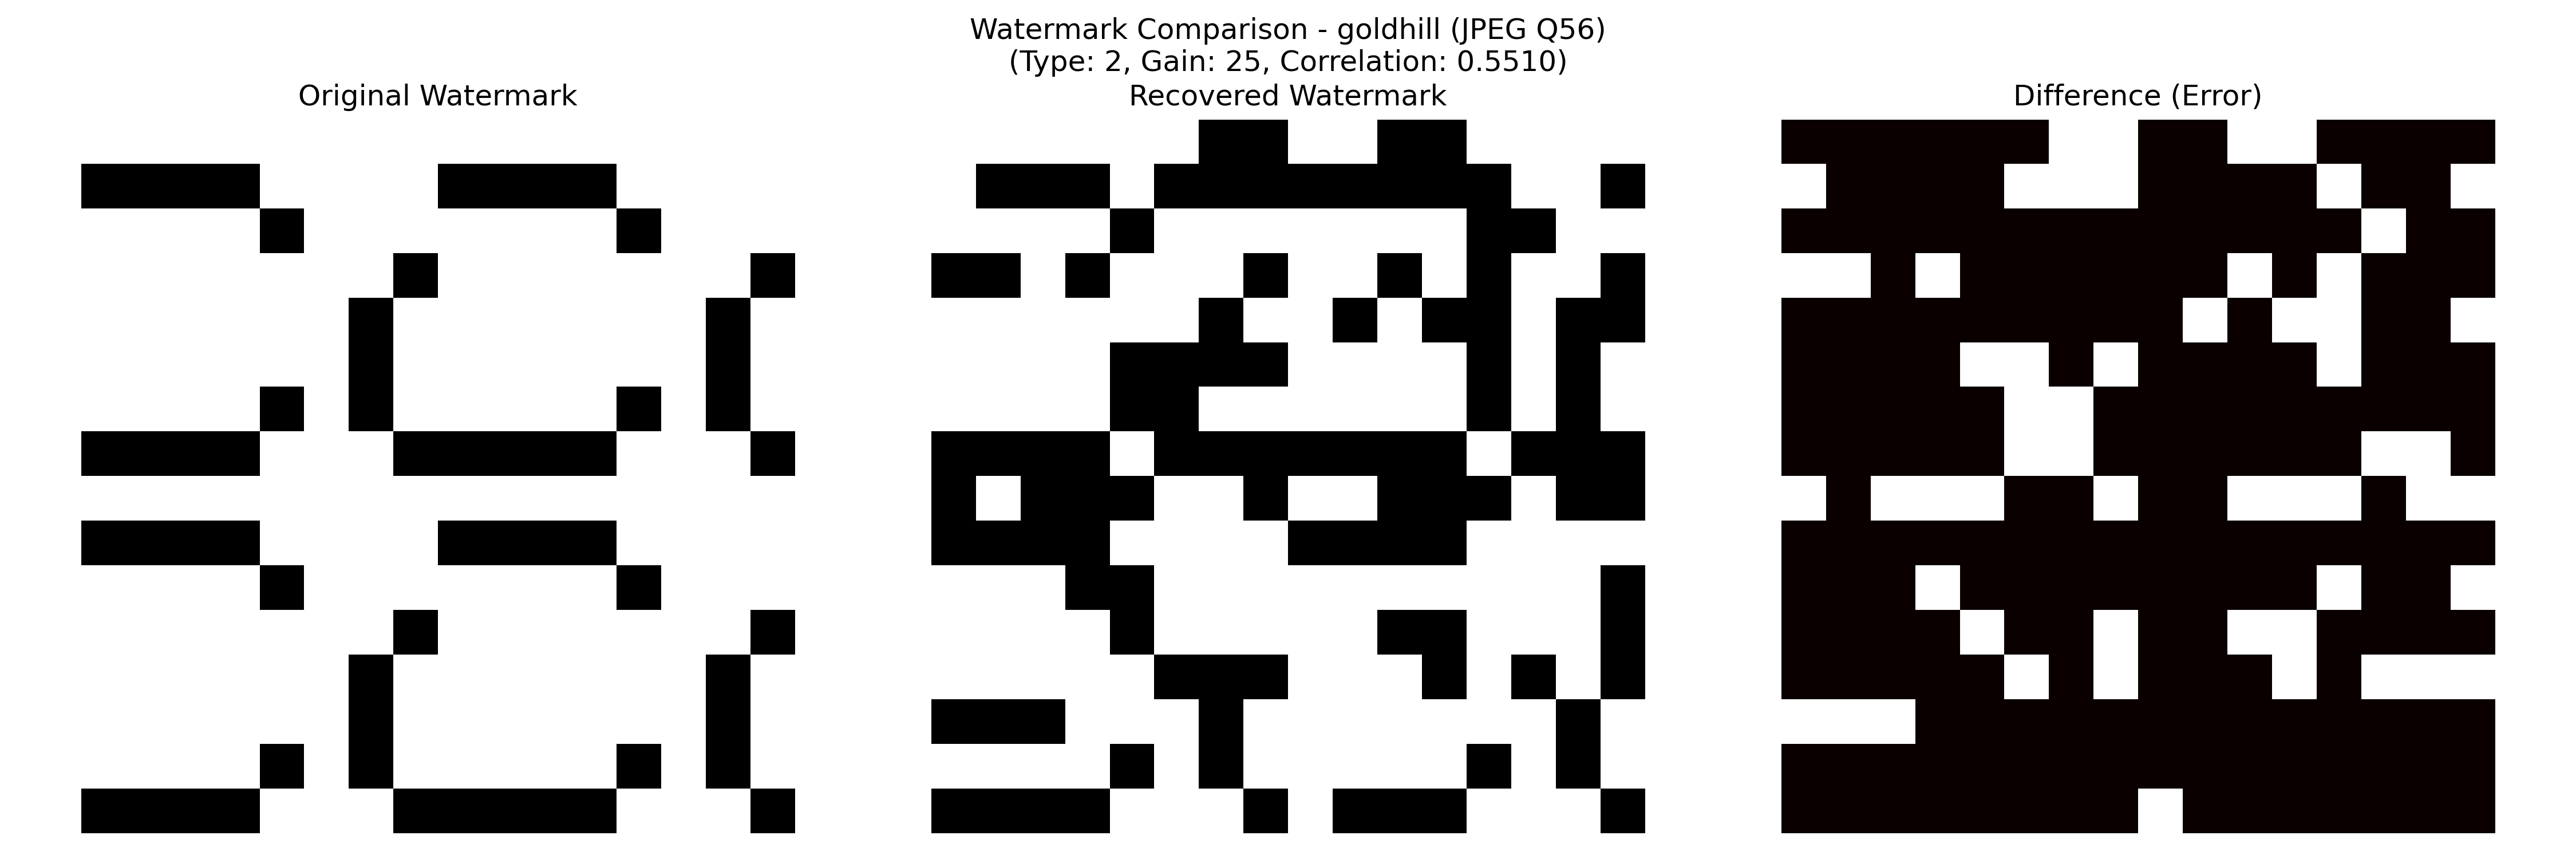 Watermark Comparison - goldhill (JPEG Q56)
(Type: 2, Gain: 25, Correlation: 0.5510)
Original Watermark
Recovered Watermark
Difference (Error)